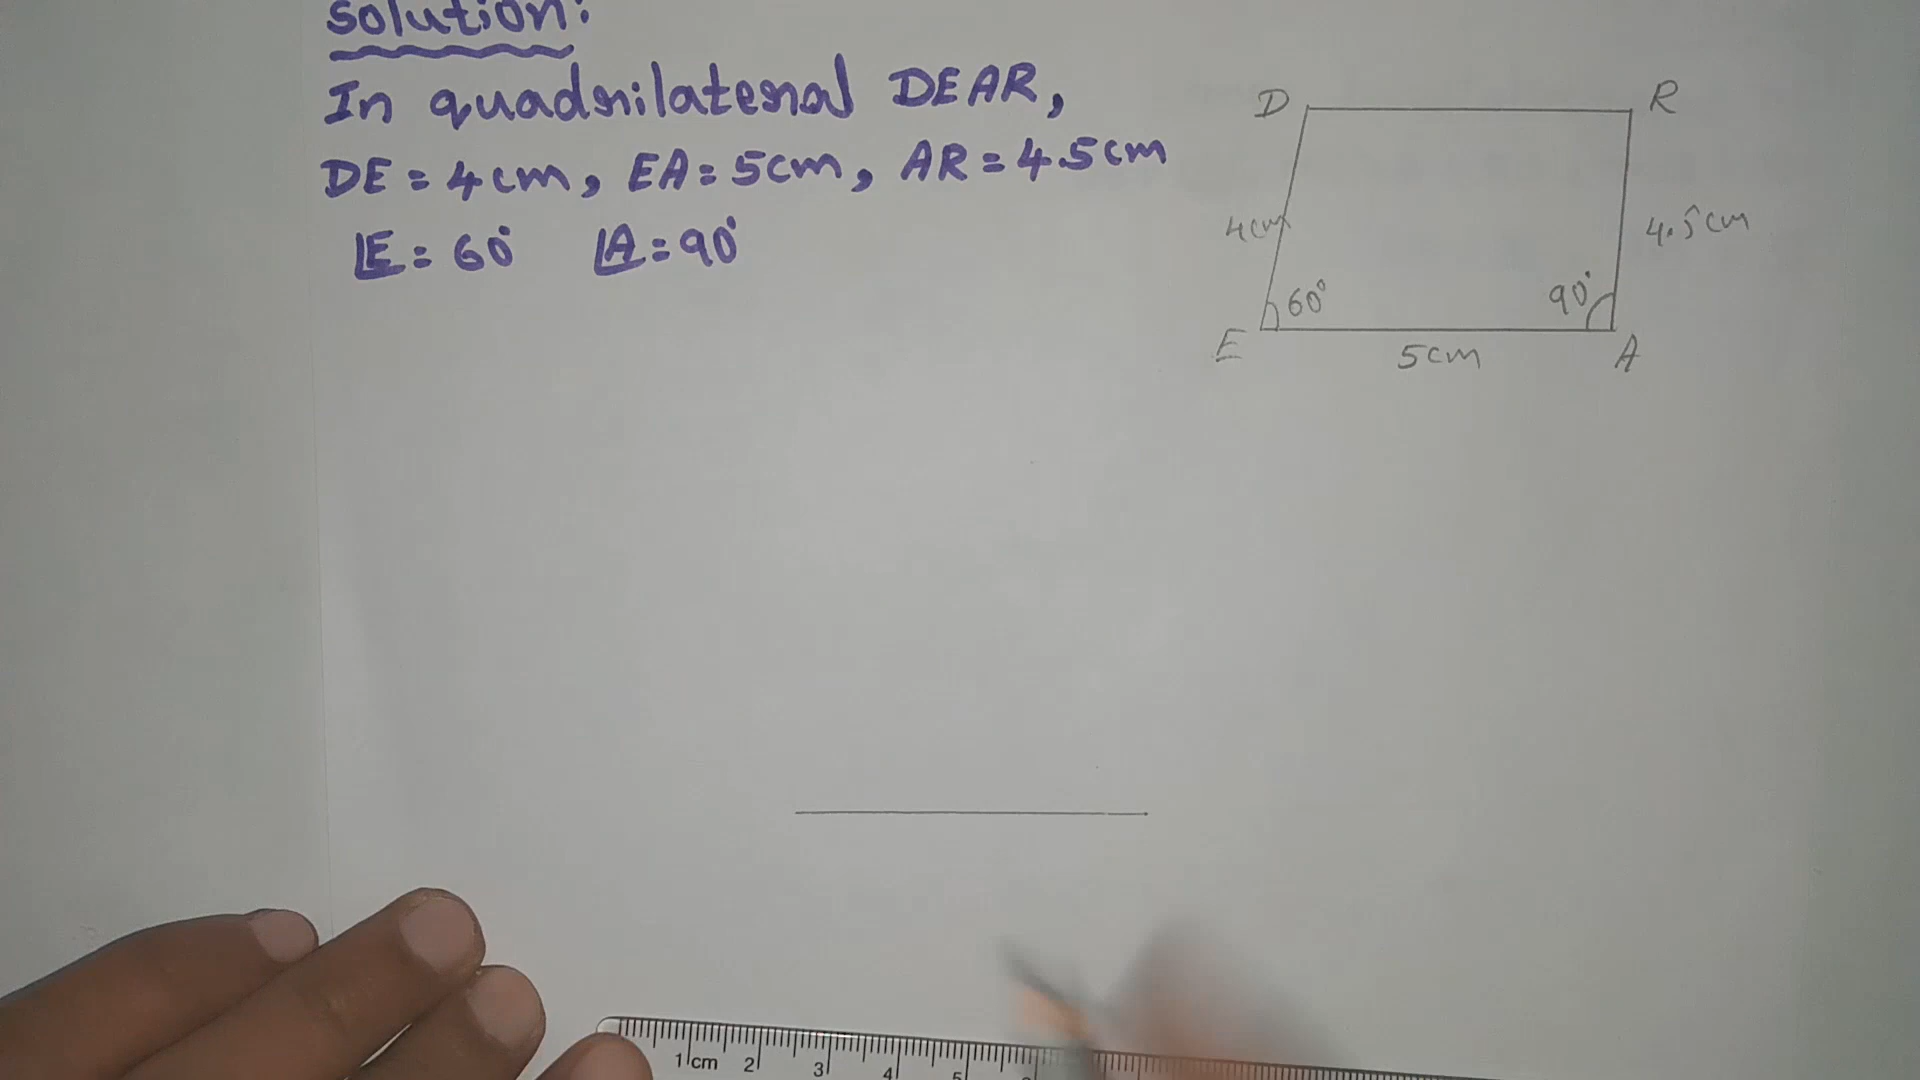 Solution:
In quadrilateral DEAR,
DE = 4cm, EA = 5cm, AR = 4.5cm
∠E = 60° ∠A = 90°
D R
4cm 4.5cm
60° 90°
E A
5cm
1cm 2 3 4 5